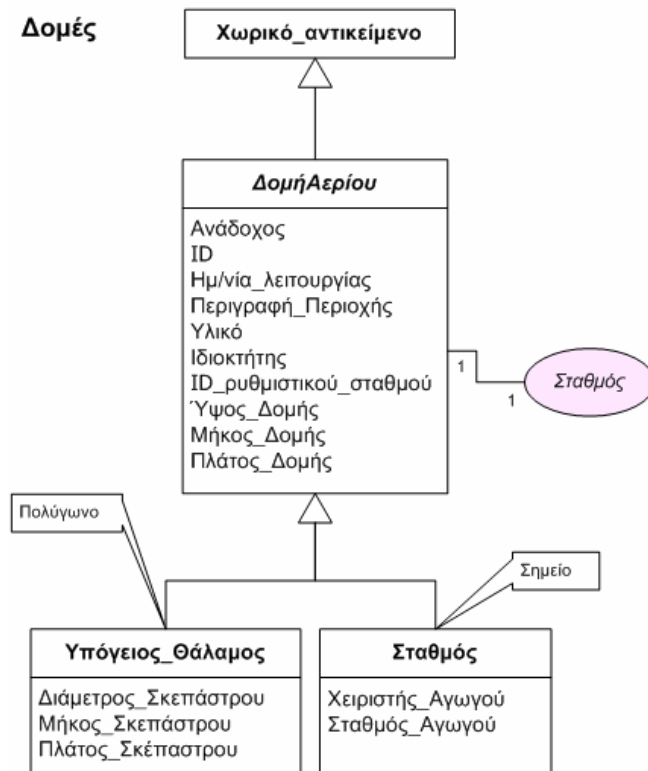 Δομές
Χωρικό_αντικείμενο
ΔομήΑερίου
Ανάδοχος
ID
Ημ/νία_λειτουργίας
Περιγραφή_Περιοχής
Υλικό
Ιδιοκτήτης
ID_ρυθμιστικού_σταθμού
Ύψος_Δομής
Μήκος_Δομής
Πλάτος_Δομής
1
1
Σταθμός
Πολύγωνο
Σημείο
Υπόγειος_Θάλαμος
Διάμετρος_Σκεπάστρου
Μήκος_Σκεπάστρου
Πλάτος_Σκέπαστρου
Σταθμός
Χειριστής_Αγωγού
Σταθμός_Αγωγού